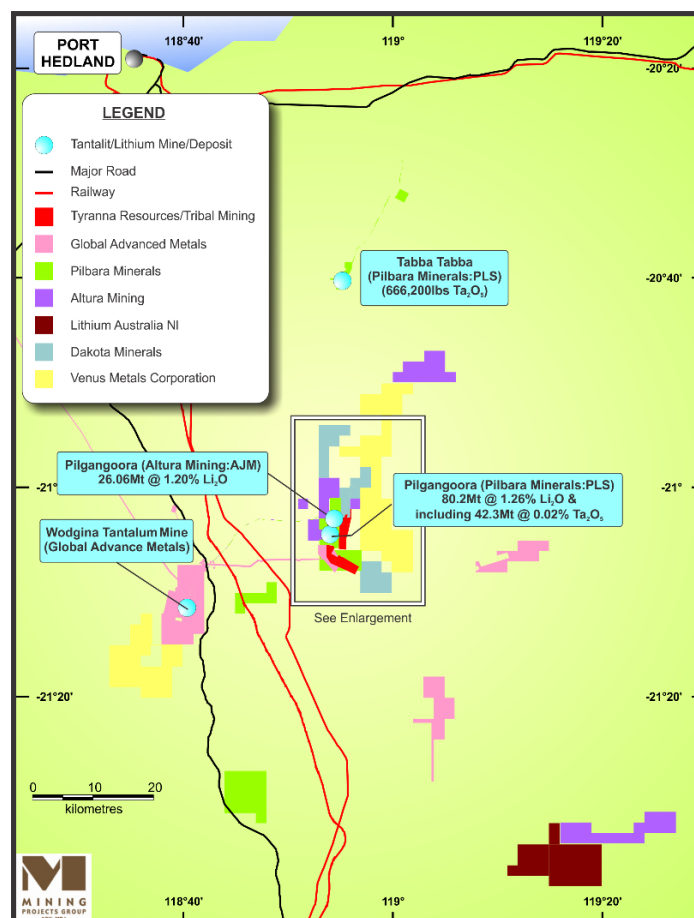 118°40' 119° 119°20'
PORT
HEDLAND
-20°20' -20°20'
LEGEND
Tantalit/Lithium Mine/Deposit
Major Road
Railway
Tyranna Resources/Tribal Mining
Global Advanced Metals
Pilbara Minerals
Altura Mining
Lithium Australia NI
Dakota Minerals
Venus Metals Corporation
Tabba Tabba
(Pilbara Minerals:PLS)
(666,200lbs Ta₂O₅)
-20°40'
Pilgangoora (Altura Mining:AJM)
26.06Mt @ 1.20% Li₂O
Pilgangoora (Pilbara Minerals:PLS)
80.2Mt @ 1.26% Li₂O &
including 42.3Mt @ 0.02% Ta₂O₅
-21° -21°
Wodgina Tantalum Mine
(Global Advance Metals)
See Enlargement
-21°20' -21°20'
0 10 20
kilometres
MINING
PROJECTS GROUP
118°40' 119° 119°20'